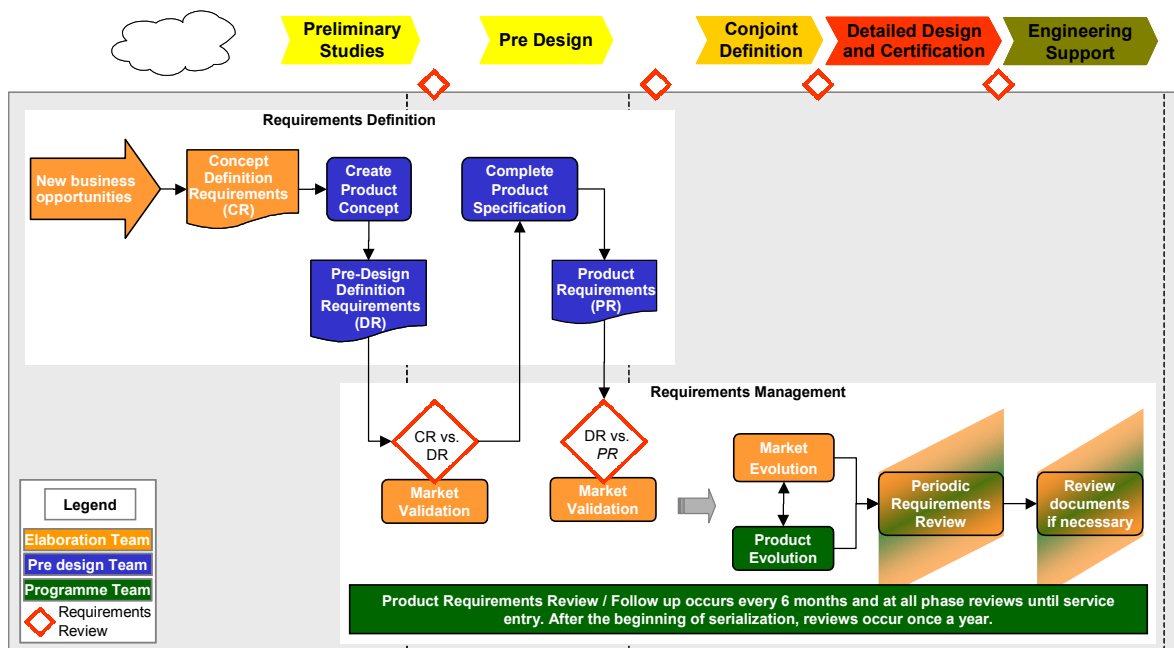 Preliminary
Studies
Pre Design
Conjoint
Definition
Detailed Design
and Certification
Engineering
Support
Requirements Definition
New business
opportunities
Concept
Definition
Requirements
(CR)
Create
Product
Concept
Complete
Product
Specification
Pre-Design
Definition
Requirements
(DR)
Product
Requirements
(PR)
Requirements Management
CR vs.
DR
Market
Validation
DR vs.
PR
Market
Validation
Market
Evolution
Product
Evolution
Periodic
Requirements
Review
Review
documents
if necessary
Product Requirements Review / Follow up occurs every 6 months and at all phase reviews until service
entry. After the beginning of serialization, reviews occur once a year.
Legend
Elaboration Team
Pre design Team
Programme Team
Requirements
Review